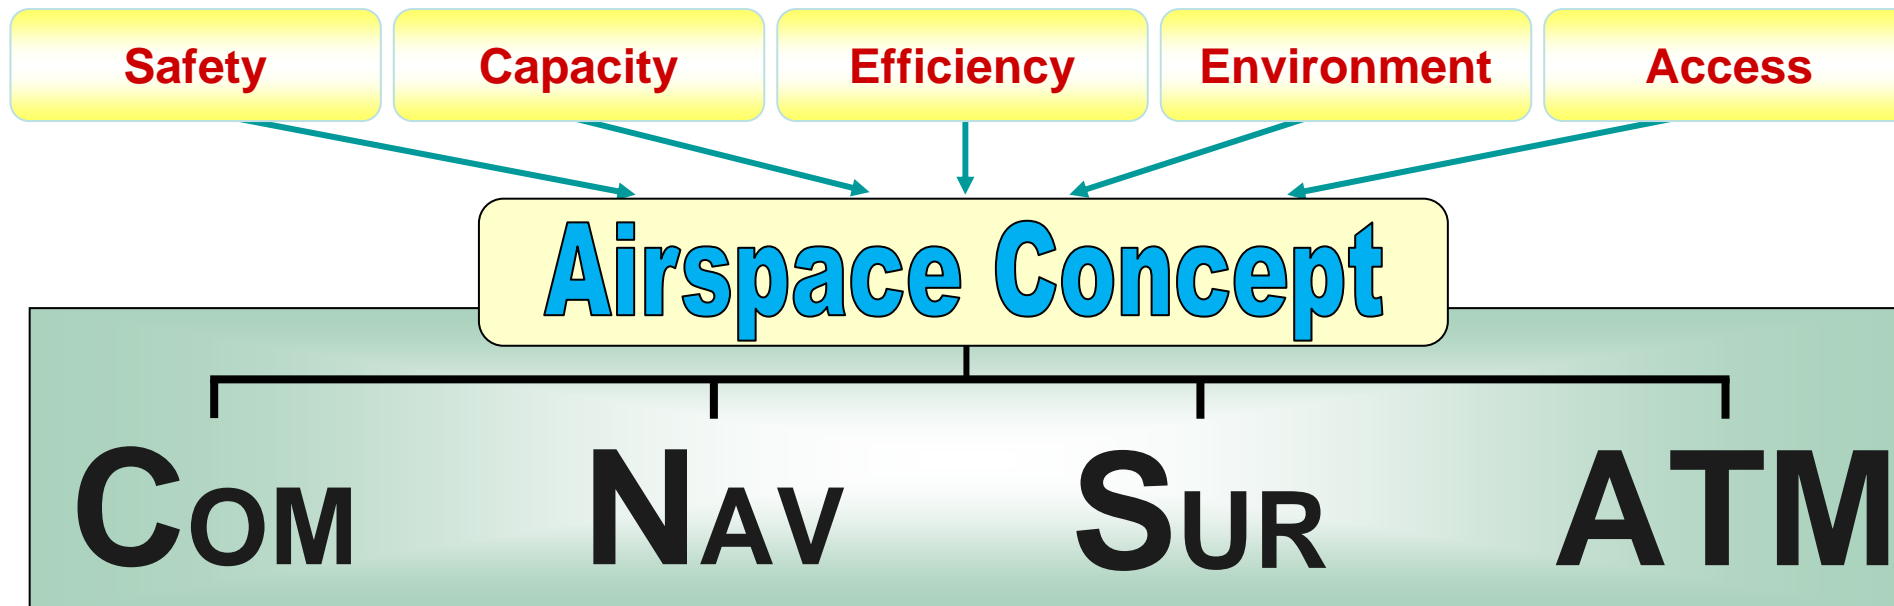 Safety Capacity Efficiency Environment Access
Airspace Concept
COM NAV SUR ATM